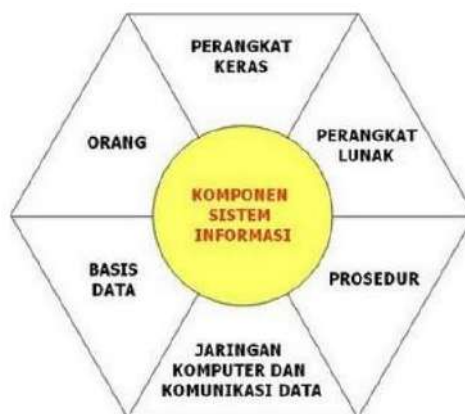 PERANGKAT
KERAS
ORANG
PERANGKAT
LUNAK
KOMPONEN
SISTEM
INFORMASI
BASIS
DATA
PROSEDUR
JARINGAN
KOMPUTER DAN
KOMUNIKASI DATA